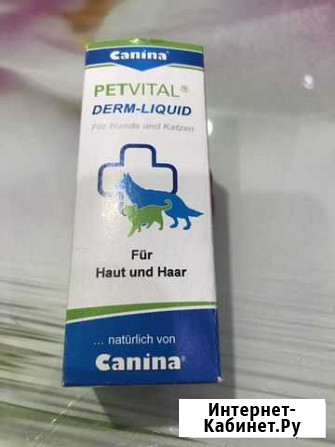 Canina®
PETVITAL®
DERM-LIQUID
Für Hunde und Katzen
Für
Haut und Haar
... natürlich von
Canina®
Интернет-
Кабинет.Ру